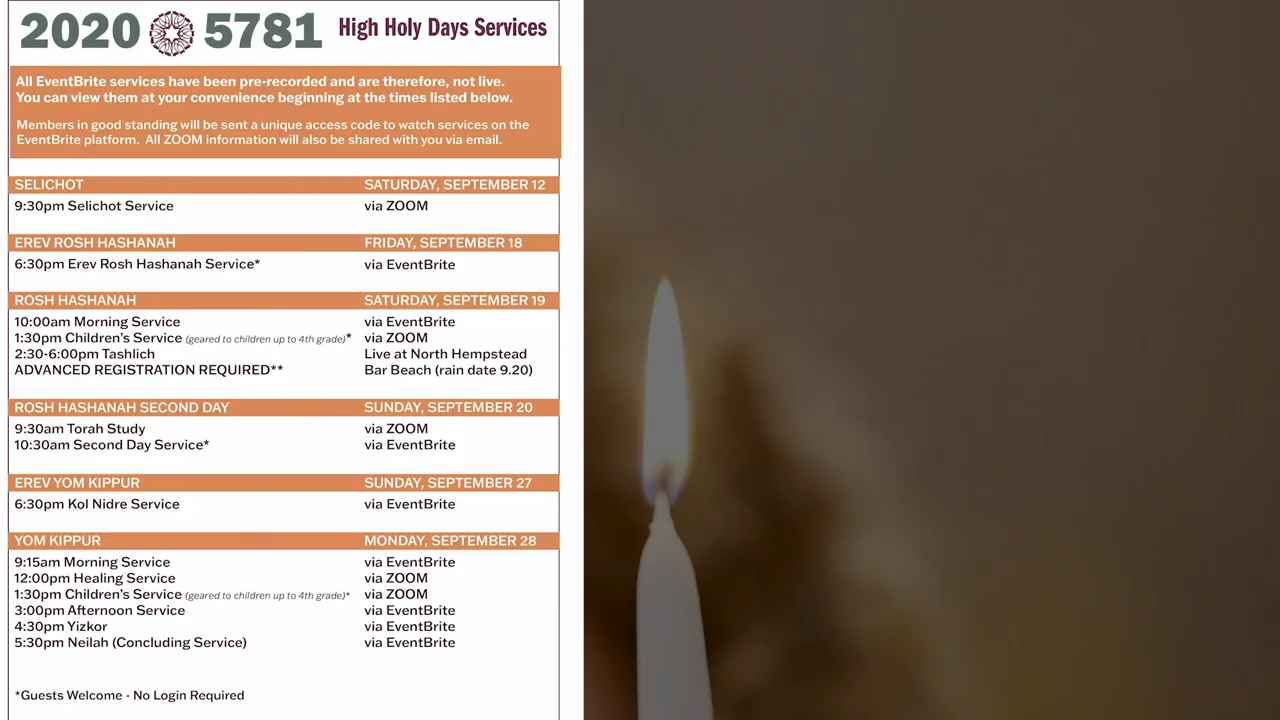 2020 5781 High Holy Days Services
All EventBrite services have been pre-recorded and are therefore, not live.
You can view them at your convenience beginning at the times listed below.
Members in good standing will be sent a unique access code to watch services on the
EventBrite platform. All ZOOM information will also be shared with you via email.
SELICHOT SATURDAY, SEPTEMBER 12
9:30pm Selichot Service via ZOOM
EREV ROSH HASHANAH FRIDAY, SEPTEMBER 18
6:30pm Erev Rosh Hashanah Service* via EventBrite
ROSH HASHANAH SATURDAY, SEPTEMBER 19
10:00am Morning Service via EventBrite
1:30pm Children's Service (geared to children up to 4th grade)* via ZOOM
2:30-6:00pm Tashlich Live at North Hempstead
ADVANCED REGISTRATION REQUIRED** Bar Beach (rain date 9.20)
ROSH HASHANAH SECOND DAY SUNDAY, SEPTEMBER 20
9:30am Torah Study via ZOOM
10:30am Second Day Service* via EventBrite
EREV YOM KIPPUR SUNDAY, SEPTEMBER 27
6:30pm Kol Nidre Service via EventBrite
YOM KIPPUR MONDAY, SEPTEMBER 28
9:15am Morning Service via EventBrite
12:00pm Healing Service via ZOOM
1:30pm Children's Service (geared to children up to 4th grade)* via ZOOM
3:00pm Afternoon Service via EventBrite
4:30pm Yizkor via EventBrite
5:30pm Neilah (Concluding Service) via EventBrite
*Guests Welcome - No Login Required